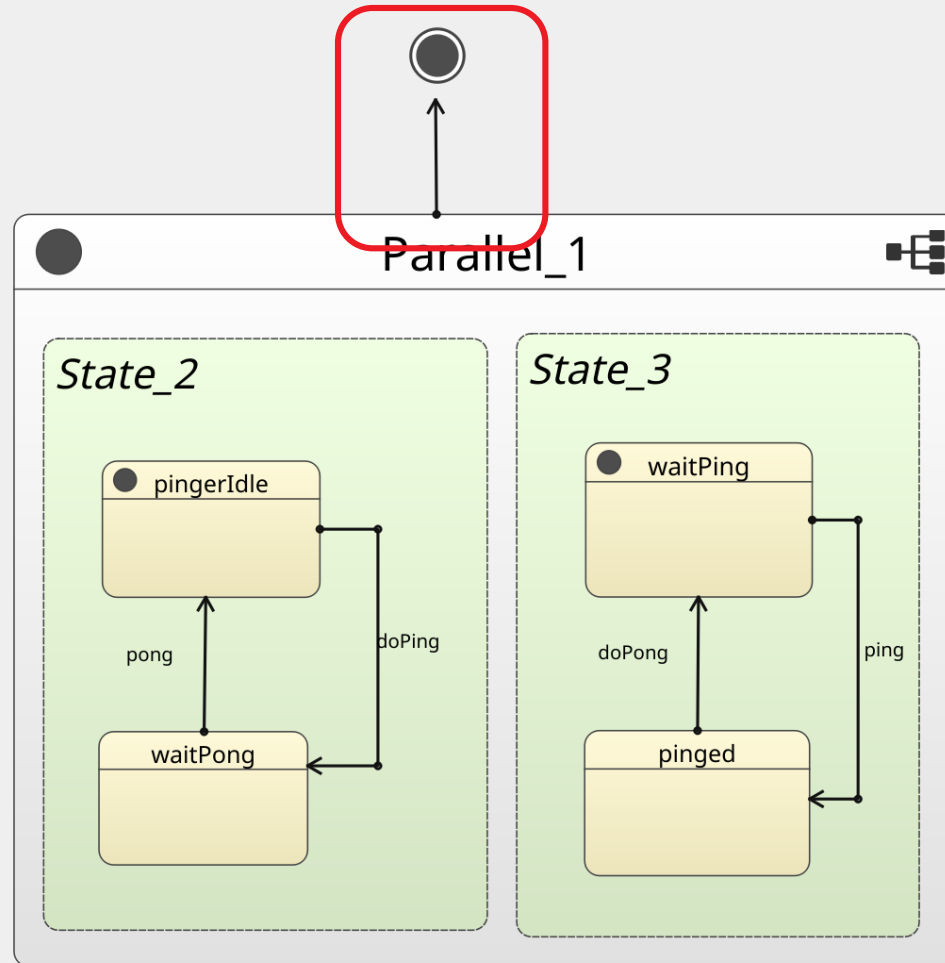 Parallel_1
State_2
State_3
pingerIdle
waitPing
pong
doPing
doPong
ping
waitPong
pinged